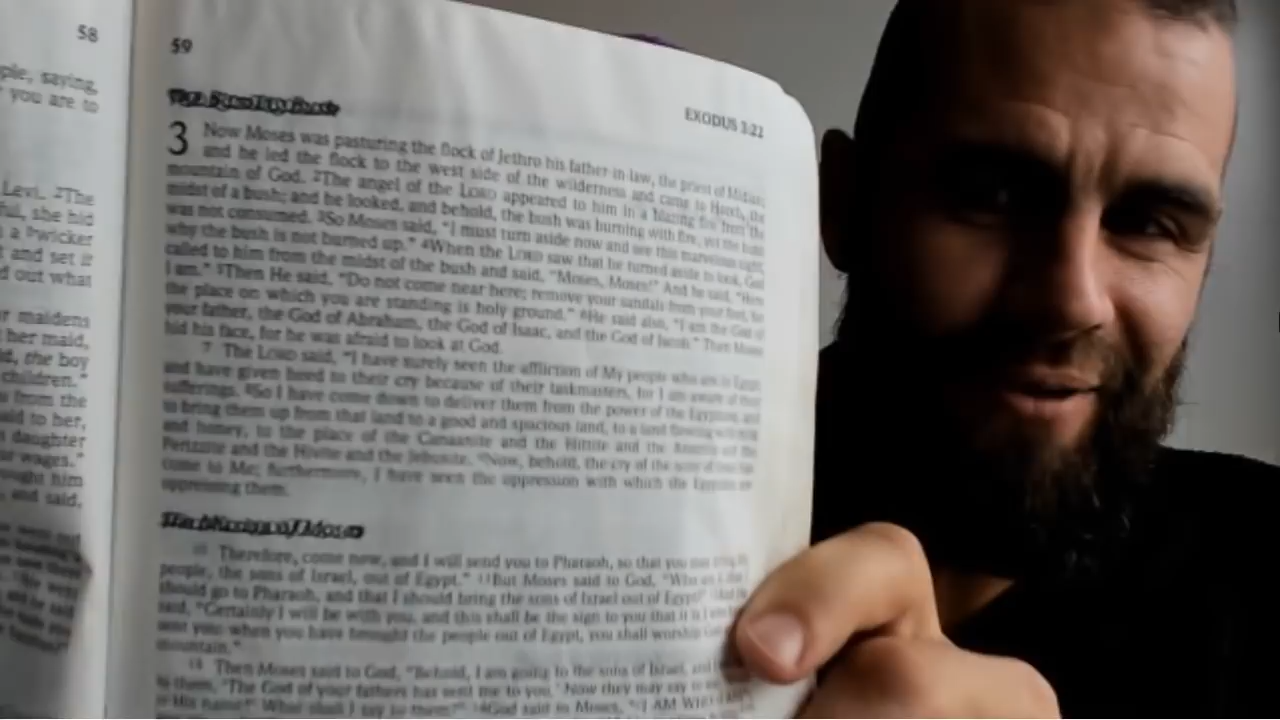 58
ple, saying,
you are to
Levi. 2The
ful, she hid
a bwicker
and set it
d out what
r maidens
her maid,
the boy
children."
from the
aid to her,
daughter
wages."
ught him
and said,
59
EXODUS 3:22
3 Now Moses was pasturing the flock of Jethro his father-in-law, the priest of Midian;
and he led the flock to the west side of the wilderness and came to Horeb, the
mountain of God. 2The angel of the LORD appeared to him in a blazing fire from the
midst of a bush; and he looked, and behold, the bush was burning with fire, yet the bush
was not consumed. 3So Moses said, "I must turn aside now and see this marvelous sight,
why the bush is not burned up." 4When the LORD saw that he turned aside to look, God
called to him from the midst of the bush and said, "Moses, Moses!" And he said, "Here
I am." 5Then He said, "Do not come near here; remove your sandals from your feet, for
the place on which you are standing is holy ground." 6He said also, "I am the God of
your father, the God of Abraham, the God of Isaac, and the God of Jacob." Then Moses
hid his face, for he was afraid to look at God.
7 The LORD said, "I have surely seen the affliction of My people who are in Egypt,
and have given heed to their cry because of their taskmasters, for I am aware of their
sufferings. 8So I have come down to deliver them from the power of the Egyptians, and
to bring them up from that land to a good and spacious land, to a land flowing with milk
and honey, to the place of the Canaanite and the Hittite and the Amorite and the
Perizzite and the Hivite and the Jebusite. 9Now, behold, the cry of the sons of Israel has
come to Me; furthermore, I have seen the oppression with which the Egyptians are
oppressing them.
The Mission of Moses
10 Therefore, come now, and I will send you to Pharaoh, so that you may bring My
people, the sons of Israel, out of Egypt." 11But Moses said to God, "Who am I, that I
should go to Pharaoh, and that I should bring the sons of Israel out of Egypt?"
said, "Certainly I will be with you, and this shall be the sign to you that it is I
sent you: when you have brought the people out of Egypt, you shall worship
mountain."
13 Then Moses said to God, "Behold, I am going to the sons of Israel, and
to them, 'The God of your fathers has sent me to you.' Now they may say
is His name?' What shall I say to them?" 14God said to Moses, "I AM WHO